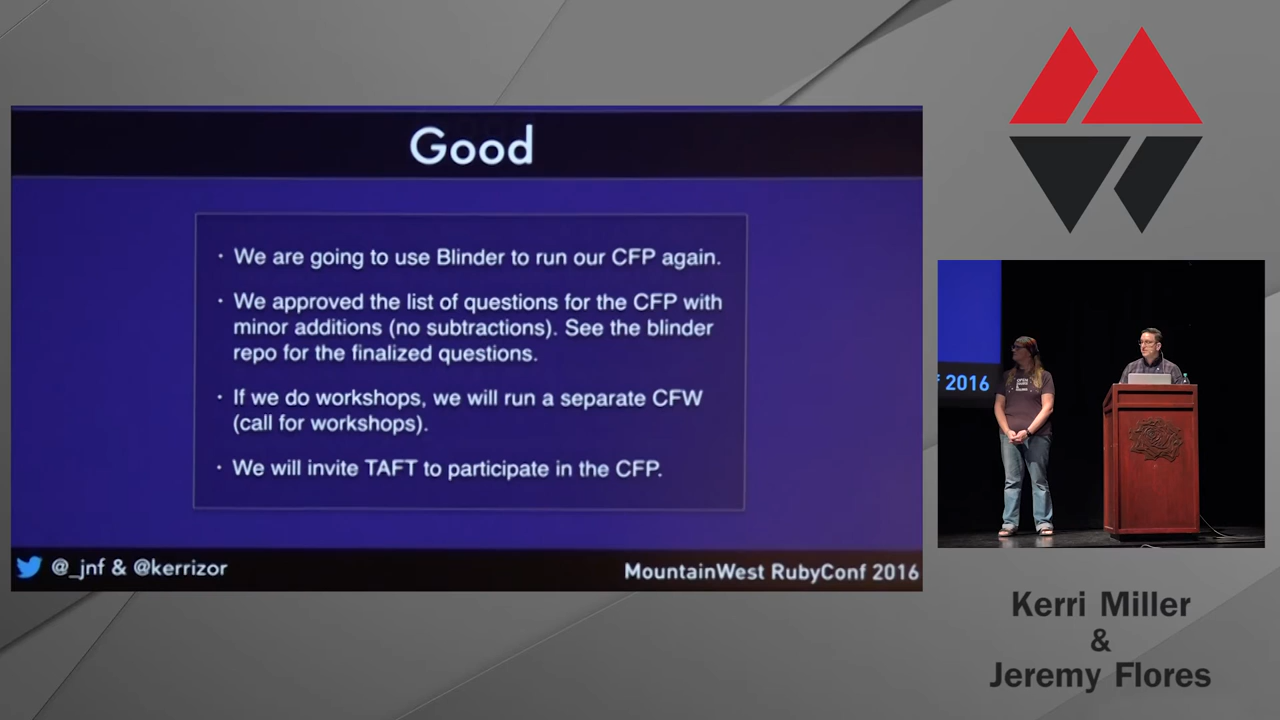 Good
· We are going to use Blinder to run our CFP again.
· We approved the list of questions for the CFP with
minor additions (no subtractions). See the blinder
repo for the finalized questions.
· If we do workshops, we will run a separate CFW
(call for workshops).
· We will invite TAFT to participate in the CFP.
@_jnf & @kerrizor
MountainWest RubyConf 2016
f 2016
Kerri Miller
&
Jeremy Flores